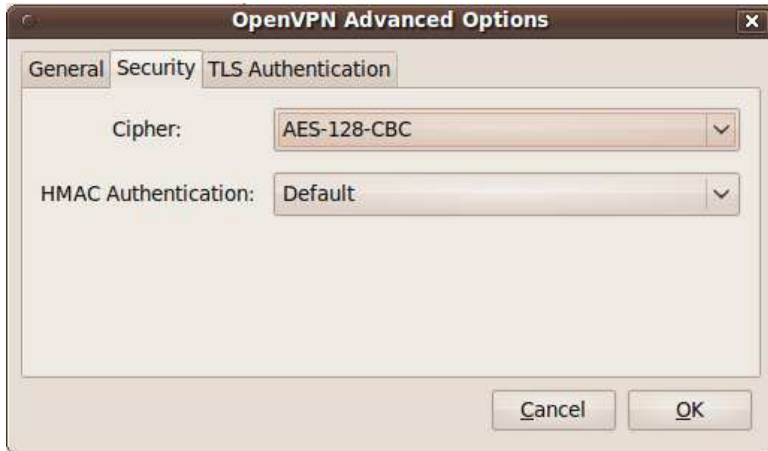 OpenVPN Advanced Options
General Security TLS Authentication
Cipher: AES-128-CBC
HMAC Authentication: Default
Cancel OK